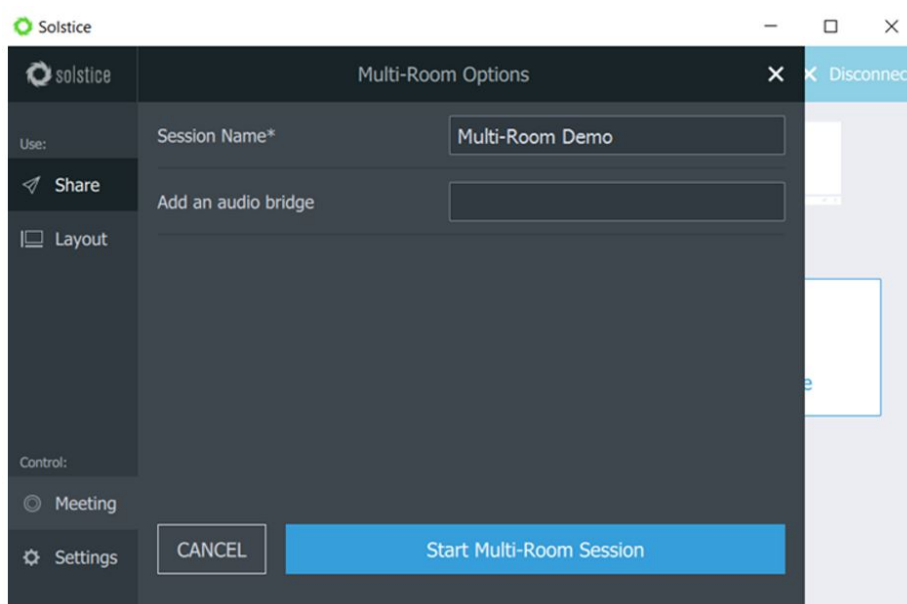 Solstice
solstice
Multi-Room Options
Disconnec
Use:
Share
Layout
Session Name*
Multi-Room Demo
Add an audio bridge
e
Control:
Meeting
Settings
CANCEL
Start Multi-Room Session